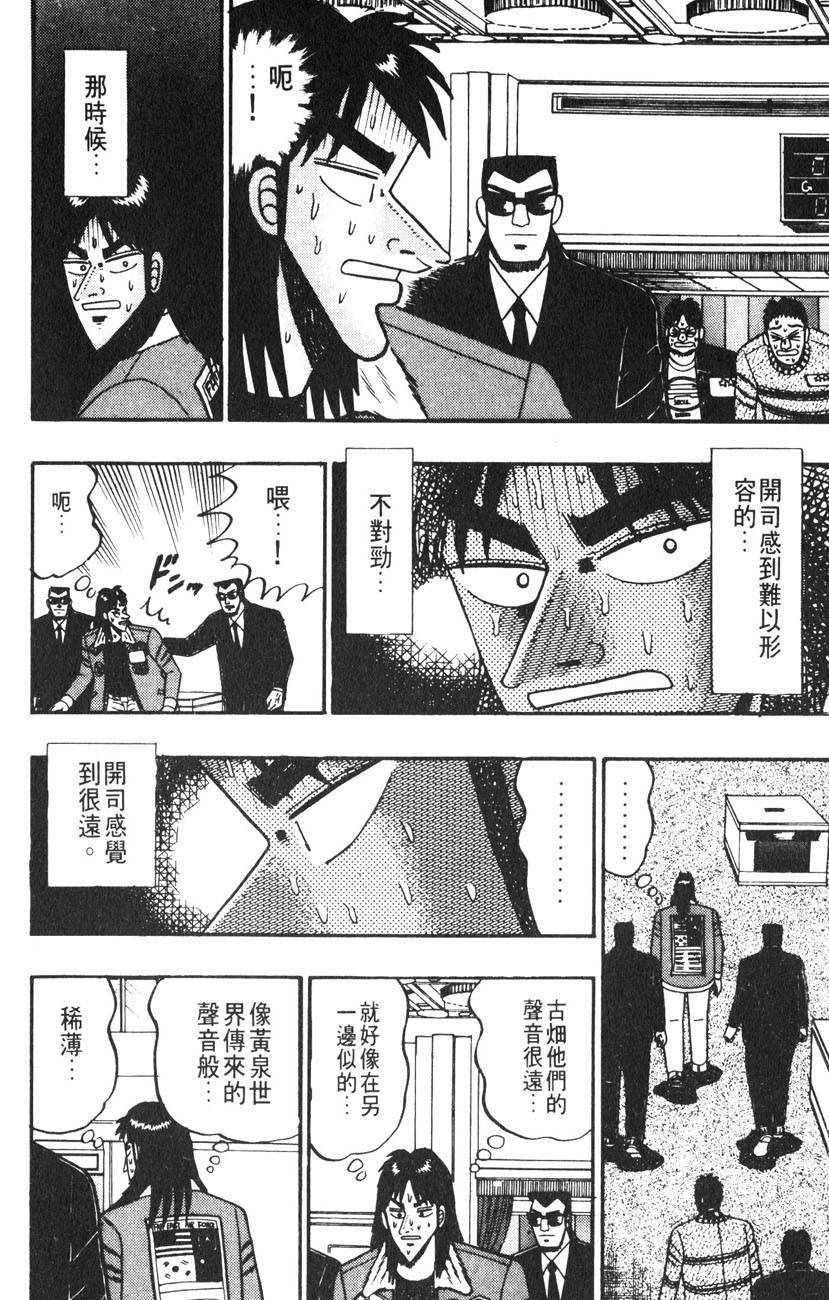 呃
…！
那時候…
開司感到難以形
容的…
不對勁…
喂…！
ドンッ
呃…
………
………
開司感覺
到很遠。
古畑他們的
聲音很遠…
就好像在另
一邊似的…
像黃泉世
界傳來的
聲音般…
稀薄…